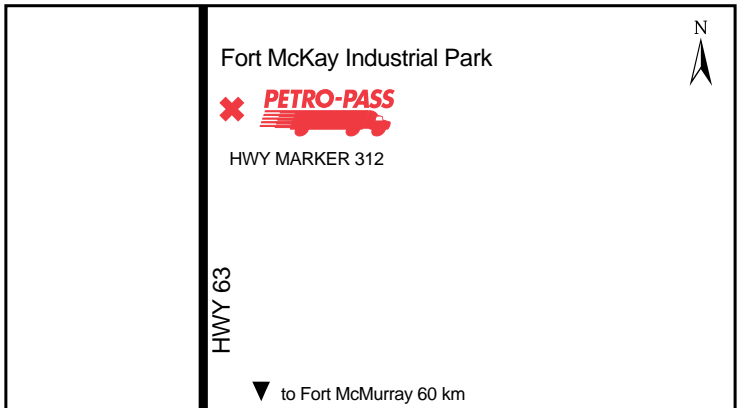 N
Fort McKay Industrial Park
PETRO-PASS
HWY MARKER 312
HWY 63
to Fort McMurray 60 km